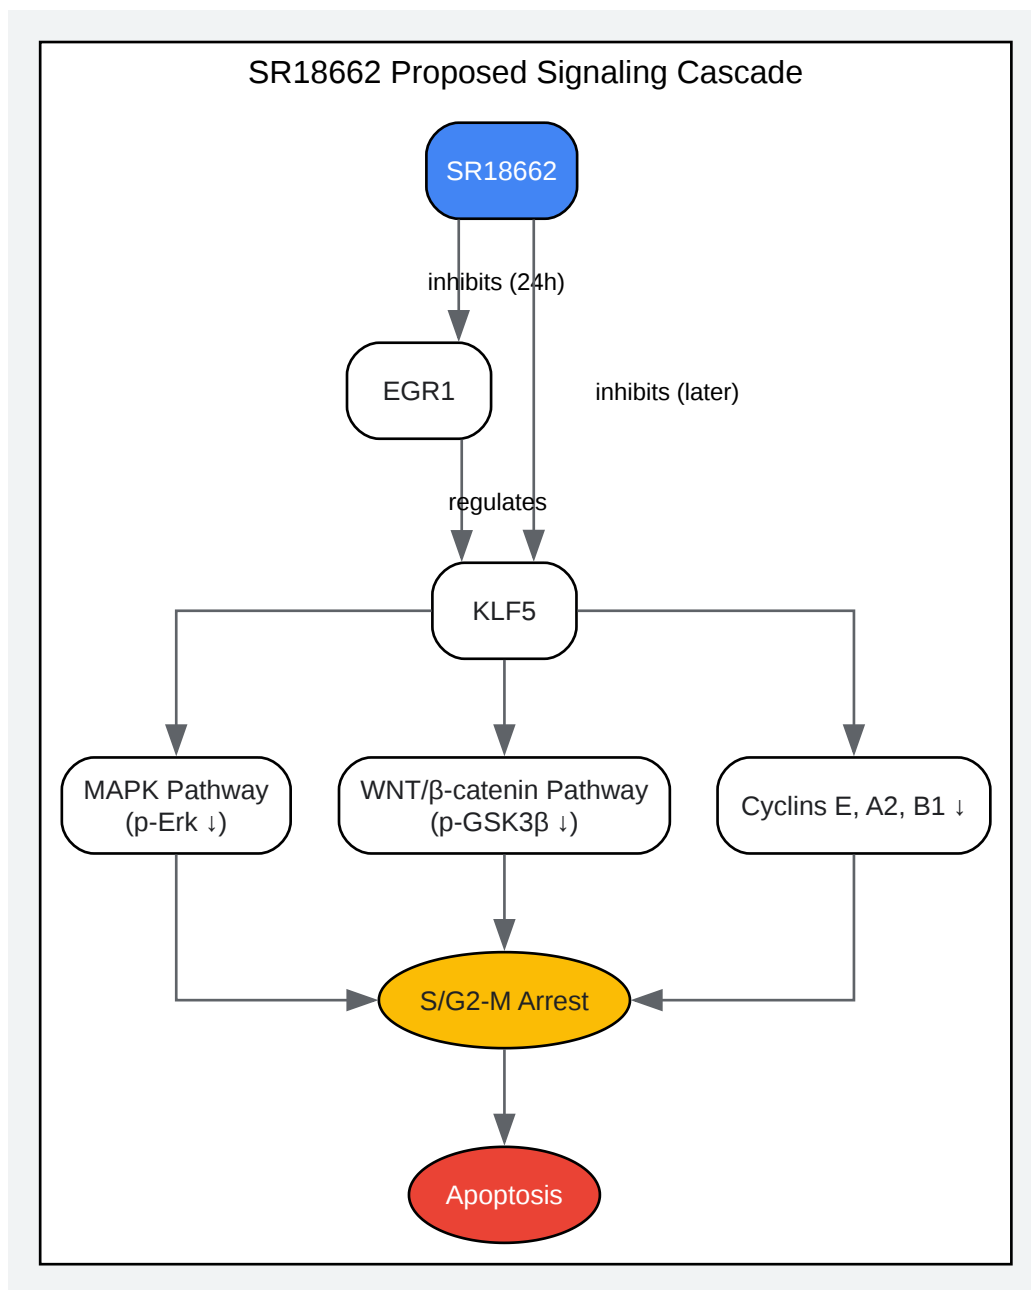 SR18662 Proposed Signaling Cascade
SR18662
inhibits (24h)
EGR1
inhibits (later)
regulates
KLF5
MAPK Pathway
(p-Erk ↓)
WNT/β-catenin Pathway
(p-GSK3β ↓)
Cyclins E, A2, B1 ↓
S/G2-M Arrest
Apoptosis